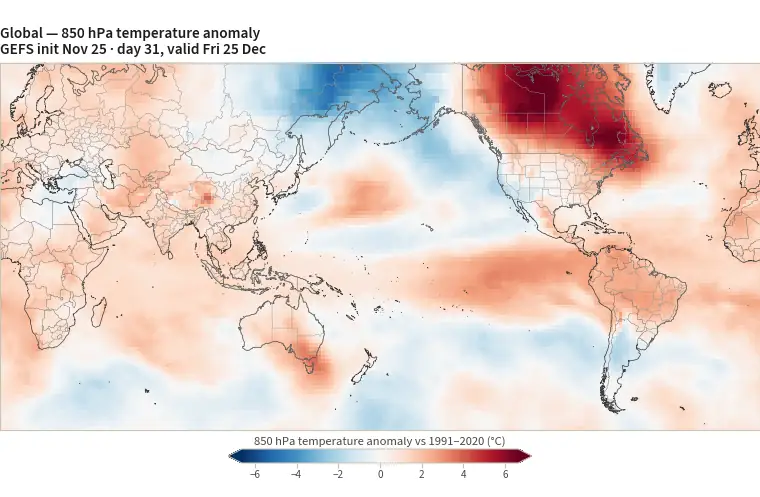 Global — 850 hPa temperature anomaly
GEFS init Nov 25 · day 31, valid Fri 25 Dec
850 hPa temperature anomaly vs 1991–2020 (°C)
−6 −4 −2 0 2 4 6